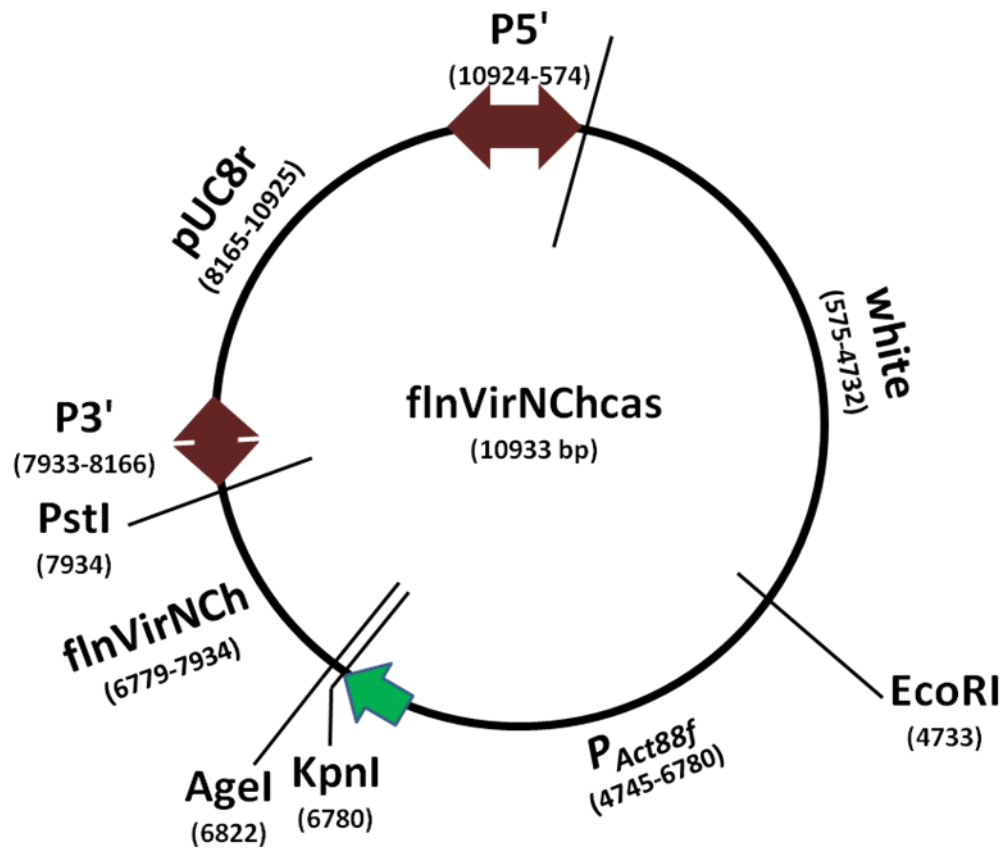 P5'
(10924-574)
pUC8r
(8165-10925)
white
(575-4732)
flnVirNChcas
(10933 bp)
P3'
(7933-8166)
PstI
(7934)
flnVirNCh
(6779-7934)
EcoRI
(4733)
PAct88f
(4745-6780)
AgeI
(6822)
KpnI
(6780)